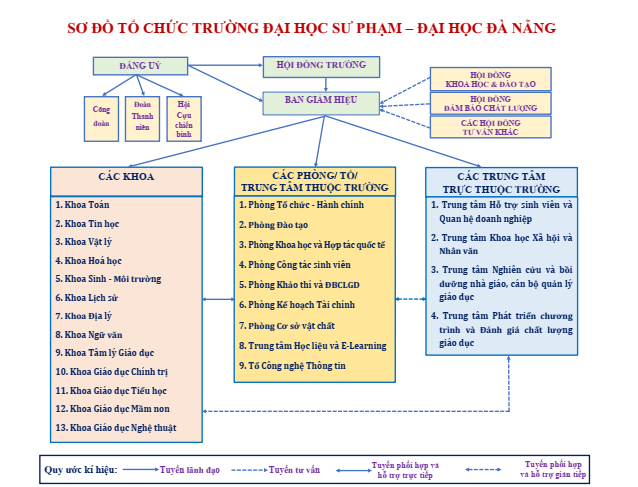 SƠ ĐỒ TỔ CHỨC TRƯỜNG ĐẠI HỌC SƯ PHẠM – ĐẠI HỌC ĐÀ NẴNG
ĐẢNG UỶ
HỘI ĐỒNG TRƯỜNG
Công
đoàn
Đoàn
Thanh
niên
Hội
Cựu
chiến
binh
BAN GIÁM HIỆU
HỘI ĐỒNG
KHOA HỌC & ĐÀO TẠO
HỘI ĐỒNG
ĐẢM BẢO CHẤT LƯỢNG
CÁC HỘI ĐỒNG
TƯ VẤN KHÁC
CÁC KHOA
1. Khoa Toán
2. Khoa Tin học
3. Khoa Vật lý
4. Khoa Hoá học
5. Khoa Sinh - Môi trường
6. Khoa Lịch sử
7. Khoa Địa lý
8. Khoa Ngữ văn
9. Khoa Tâm lý Giáo dục
10. Khoa Giáo dục Chính trị
11. Khoa Giáo dục Tiểu học
12. Khoa Giáo dục Mầm non
13. Khoa Giáo dục Nghệ thuật
CÁC PHÒNG/ TỔ/
TRUNG TÂM THUỘC TRƯỜNG
1. Phòng Tổ chức - Hành chính
2. Phòng Đào tạo
3. Phòng Khoa học và Hợp tác quốc tế
4. Phòng Công tác sinh viên
5. Phòng Khảo thí và ĐBCLGD
6. Phòng Kế hoạch Tài chính
7. Phòng Cơ sở vật chất
8. Trung tâm Học liệu và E-Learning
9. Tổ Công nghệ Thông tin
CÁC TRUNG TÂM
TRỰC THUỘC TRƯỜNG
1. Trung tâm Hỗ trợ sinh viên và
Quan hệ doanh nghiệp
2. Trung tâm Khoa học Xã hội và
Nhân văn
3. Trung tâm Nghiên cứu và bồi
dưỡng nhà giáo, cán bộ quản lý
giáo dục
4. Trung tâm Phát triển chương
trình và Đánh giá chất lượng
giáo dục
Quy ước kí hiệu:
Tuyến lãnh đạo
Tuyến tư vấn
Tuyến phối hợp và
hỗ trợ trực tiếp
Tuyến phối hợp và
hỗ trợ gián tiếp